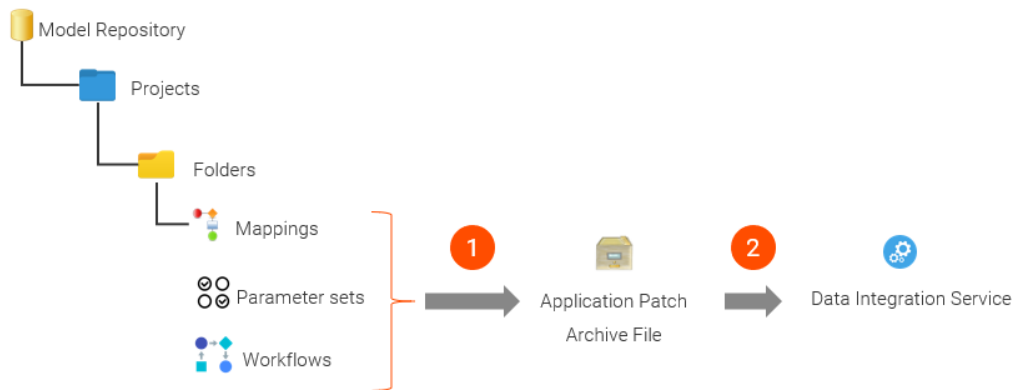 Model Repository
Projects
Folders
Mappings
Parameter sets
Workflows
1
Application Patch
Archive File
2
Data Integration Service